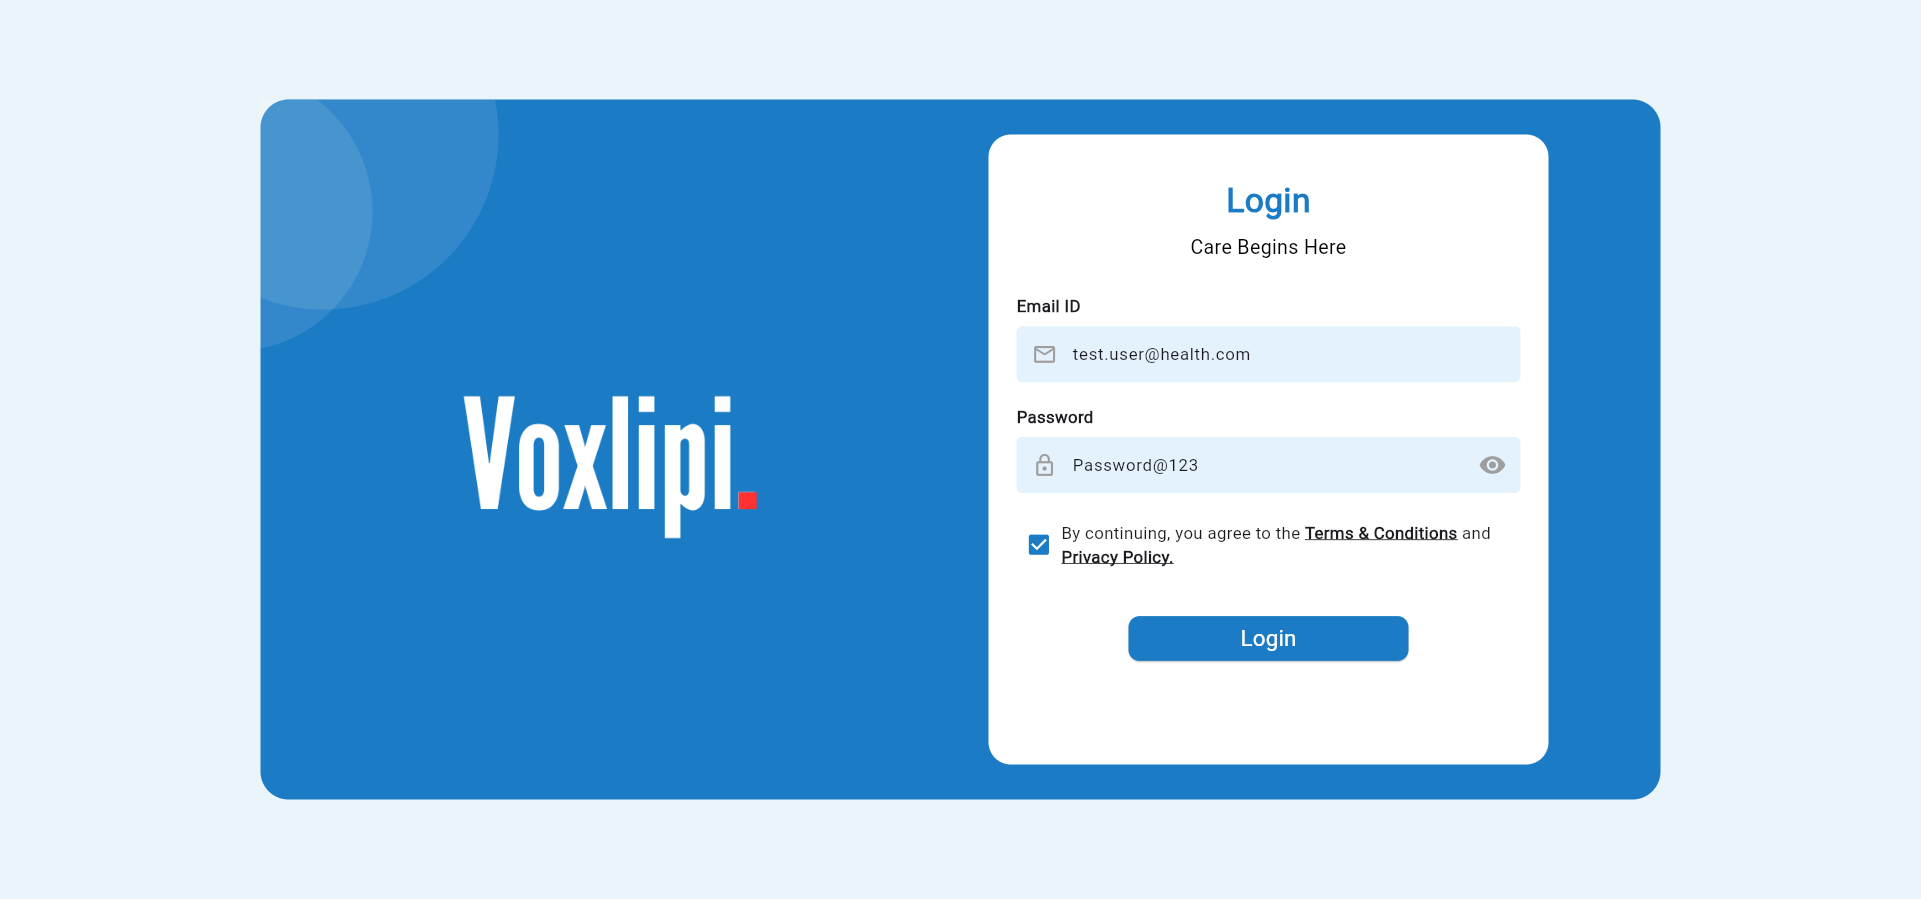 Voxlipi.
Login
Care Begins Here
Email ID
test.user@health.com
Password
Password@123
By continuing, you agree to the Terms & Conditions and
Privacy Policy.
Login